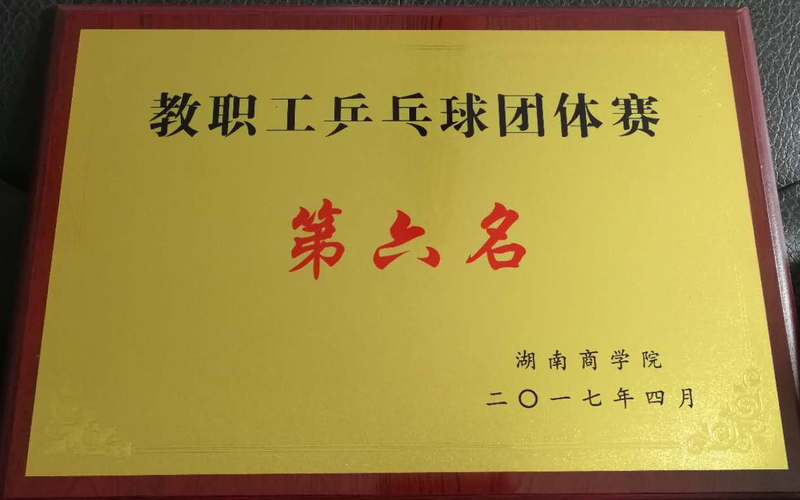 教职工乒乓球团体赛
第六名
湖南商学院
二〇一七年四月